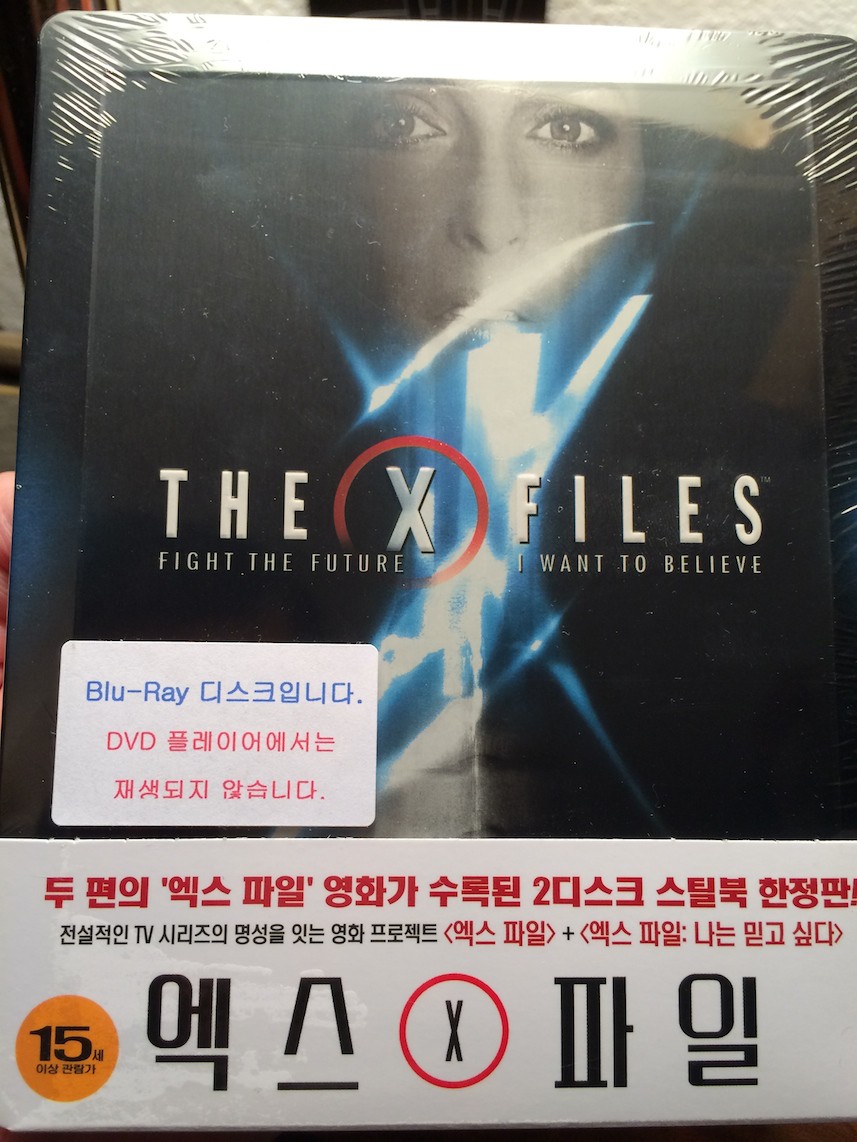 THE X FILES™
FIGHT THE FUTURE I WANT TO BELIEVE
Blu-Ray 디스크입니다.
DVD 플레이어에서는
재생되지 않습니다.
두 편의 '엑스 파일' 영화가 수록된 2디스크 스틸북 한정판
전설적인 TV 시리즈의 명성을 잇는 영화 프로젝트 <엑스 파일> + <엑스 파일: 나는 믿고 싶다>
엑스 X 파일
15세
이상 관람가